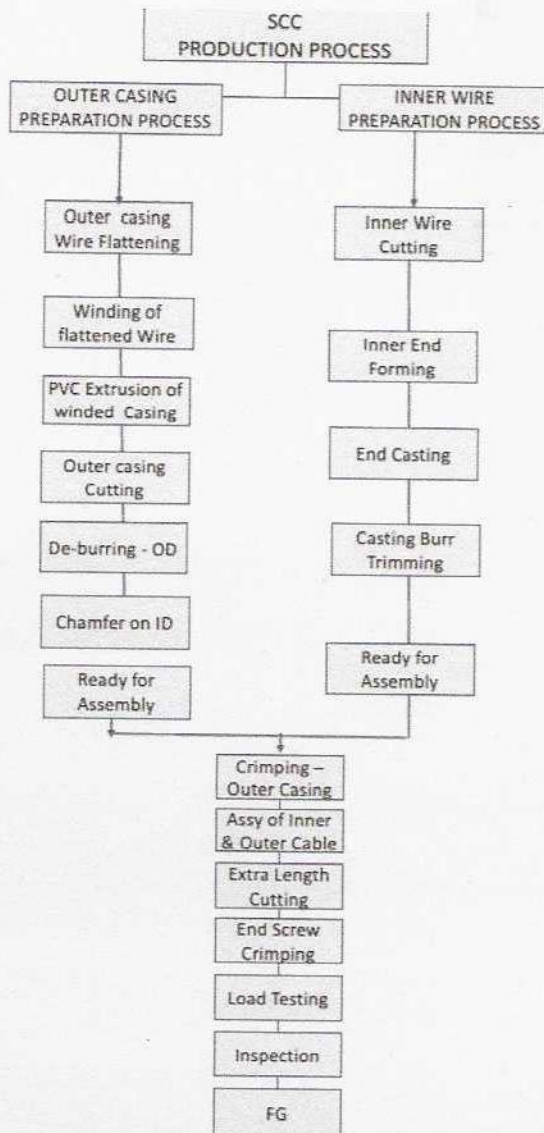 SCC
PRODUCTION PROCESS
OUTER CASING
PREPARATION PROCESS
INNER WIRE
PREPARATION PROCESS
Outer casing
Wire Flattening
Winding of
flattened Wire
PVC Extrusion of
winded Casing
Outer casing
Cutting
De-burring - OD
Chamfer on ID
Ready for
Assembly
Inner Wire
Cutting
Inner End
Forming
End Casting
Casting Burr
Trimming
Ready for
Assembly
Crimping –
Outer Casing
Assy of Inner
& Outer Cable
Extra Length
Cutting
End Screw
Crimping
Load Testing
Inspection
FG